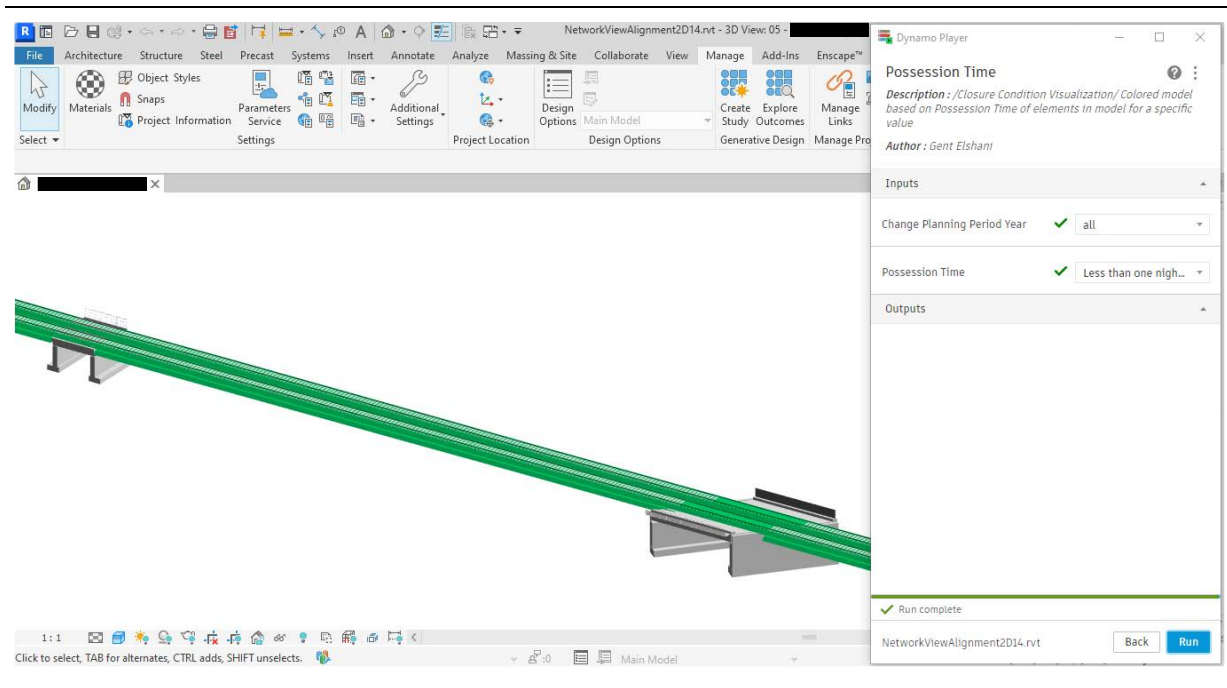 R
NetworkViewAlignment2D14.rvt - 3D View: 05 -
File Architecture Structure Steel Precast Systems Insert Annotate Analyze Massing & Site Collaborate View Manage Add-Ins Enscape™
Modify
Materials
Object Styles
Snaps
Project Information
Parameters
Service
Additional
Settings
Design
Options
Main Model
Create
Study
Explore
Outcomes
Manage
Links
Select Settings Project Location Design Options Generative Design Manage Pro
1:1
Click to select, TAB for alternates, CTRL adds, SHIFT unselects.
:0
Main Model
Dynamo Player
Possession Time
Description : /Closure Condition Visualization/ Colored model
based on Possession Time of elements in model for a specific
value
Author : Gent Elshani
Inputs
Change Planning Period Year all
Possession Time Less than one nigh...
Outputs
Run complete
NetworkViewAlignment2D14.rvt Back Run